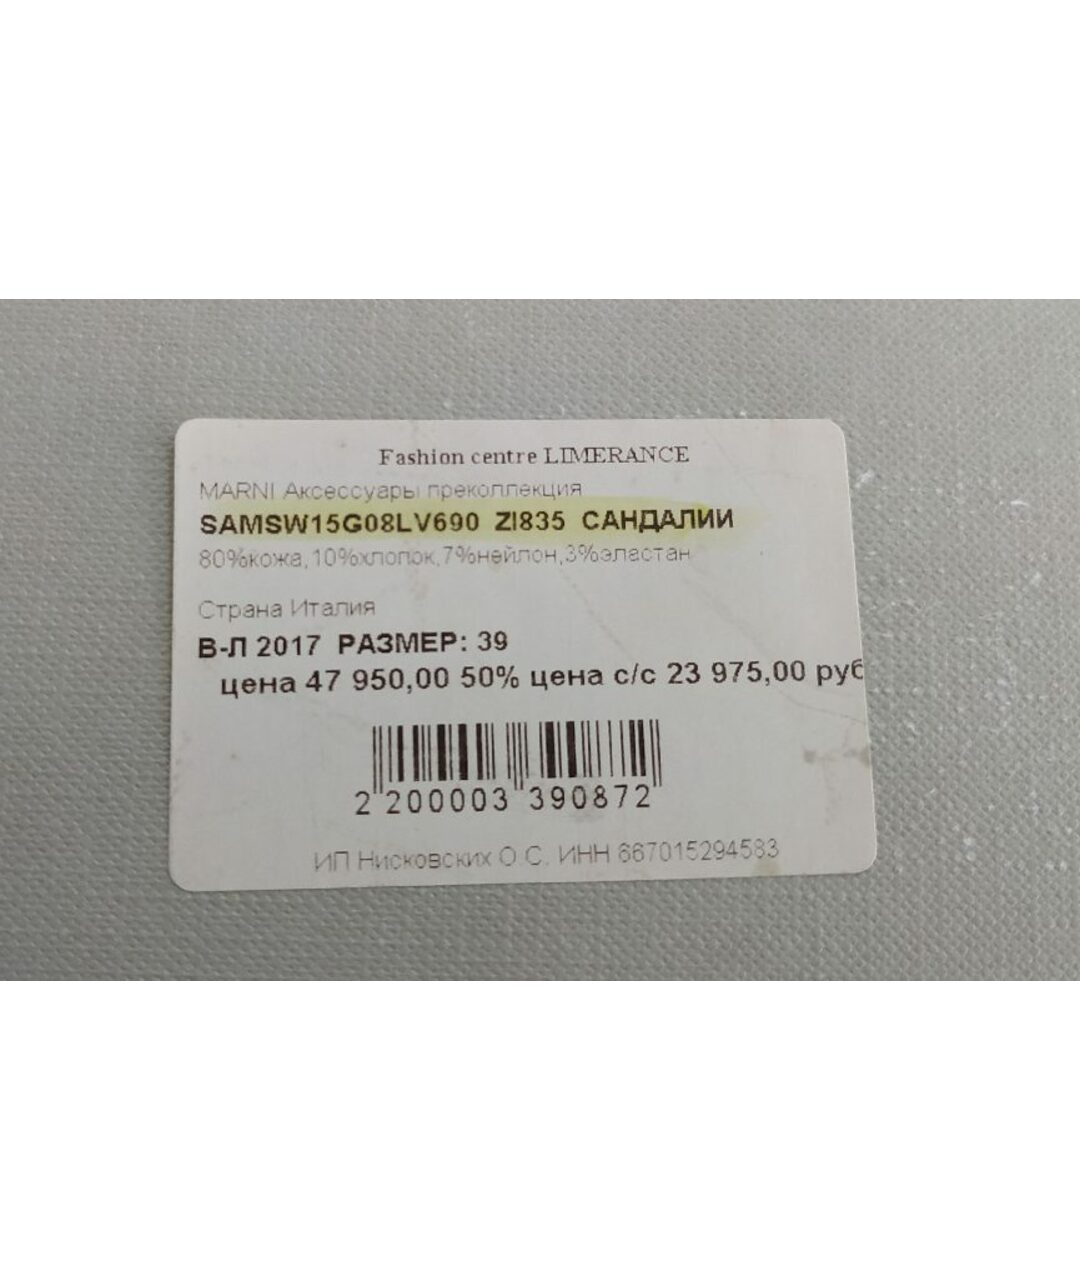 Fashion centre LIMERANCE
MARNI Аксессуары преколлекция
SAMSW15G08LV690 ZI835 САНДАЛИИ
80%кожа,10%хлопок,7%нейлон,3%эластан
Страна Италия
В-Л 2017 РАЗМЕР: 39
цена 47 950,00 50% цена с/с 23 975,00 руб
2 200003 390872
ИП Нисковских О С, ИНН 667015294583